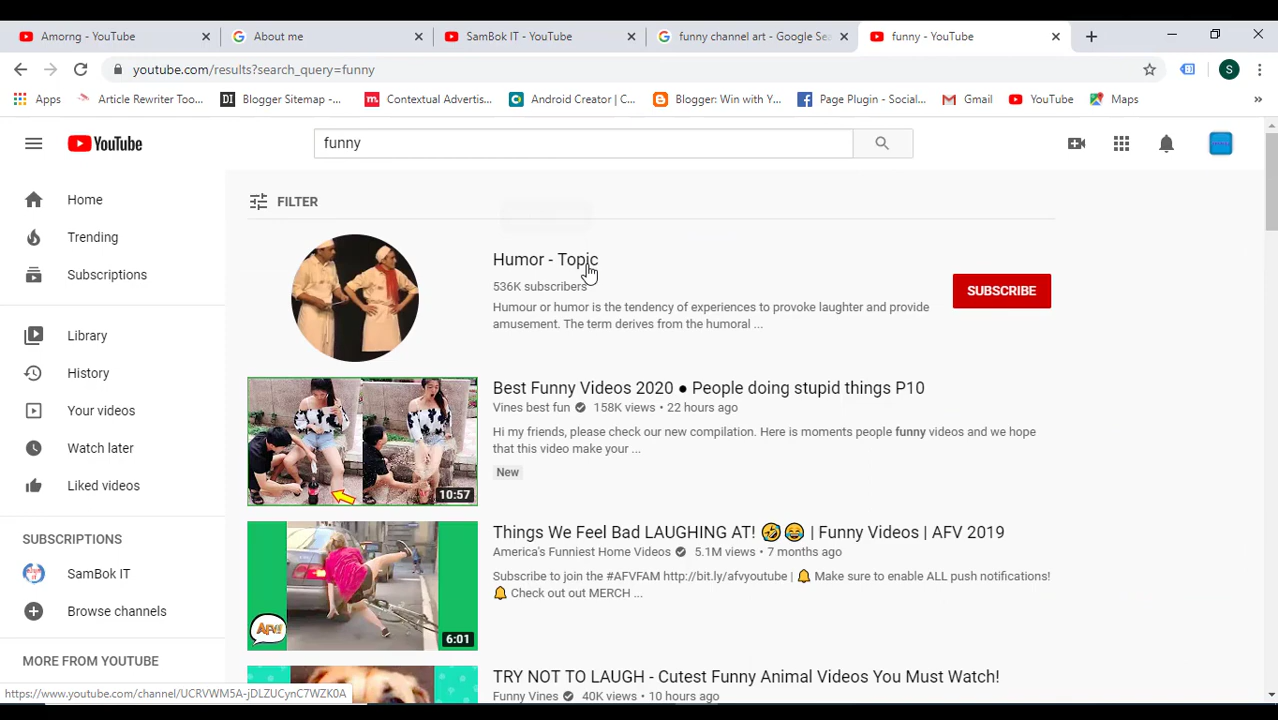 Amorng - YouTube
About me
SamBok IT - YouTube
funny channel art - Google Sea
funny - YouTube
youtube.com/results?search_query=funny
S
Apps
Article Rewriter Too...
DI
Blogger Sitemap -...
m
Contextual Advertis...
Android Creator | C...
Blogger: Win with Y...
Page Plugin - Social...
Gmail
YouTube
Maps
»
YouTube
funny
Home
Trending
Subscriptions
Library
History
Your videos
Watch later
Liked videos
SUBSCRIPTIONS
SamBok IT
Browse channels
MORE FROM YOUTUBE
FILTER
Humor - Topic
536K subscribers
Humour or humor is the tendency of experiences to provoke laughter and provide
amusement. The term derives from the humoral ...
SUBSCRIBE
10:57
Best Funny Videos 2020 ● People doing stupid things P10
Vines best fun 158K views • 22 hours ago
Hi my friends, please check our new compilation. Here is moments people funny videos and we hope
that this video make your ...
New
AFV
6:01
Things We Feel Bad LAUGHING AT! 🤣😂 | Funny Videos | AFV 2019
America's Funniest Home Videos 5.1M views • 7 months ago
Subscribe to join the #AFVFAM http://bit.ly/afvyoutube | 🔔 Make sure to enable ALL push notifications!
🔔 Check out out MERCH ...
TRY NOT TO LAUGH - Cutest Funny Animal Videos You Must Watch!
Funny Vines 40K views • 10 hours ago
https://www.youtube.com/channel/UCRVWM5A-jDLZUCynC7WZK0A